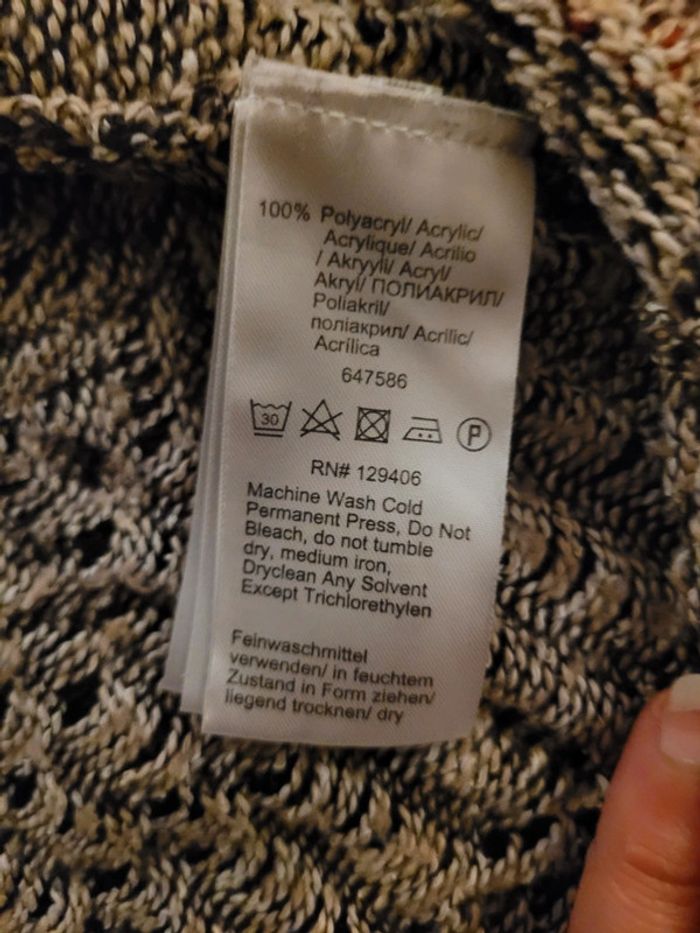 100% Polyacryl/ Acrylic/
Acrylique/ Acrilio
/ Akryyli/ Acryl/
Akryl/ ПОЛИАКРИЛ/
Poliakril/
поліакрил/ Acrilic/
Acrílica
647586
30
P
RN# 129406
Machine Wash Cold
Permanent Press, Do Not
Bleach, do not tumble
dry, medium iron,
Dryclean Any Solvent
Except Trichlorethylen
Feinwaschmittel
verwenden/ in feuchtem
Zustand in Form ziehen/
liegend trocknen/ dry